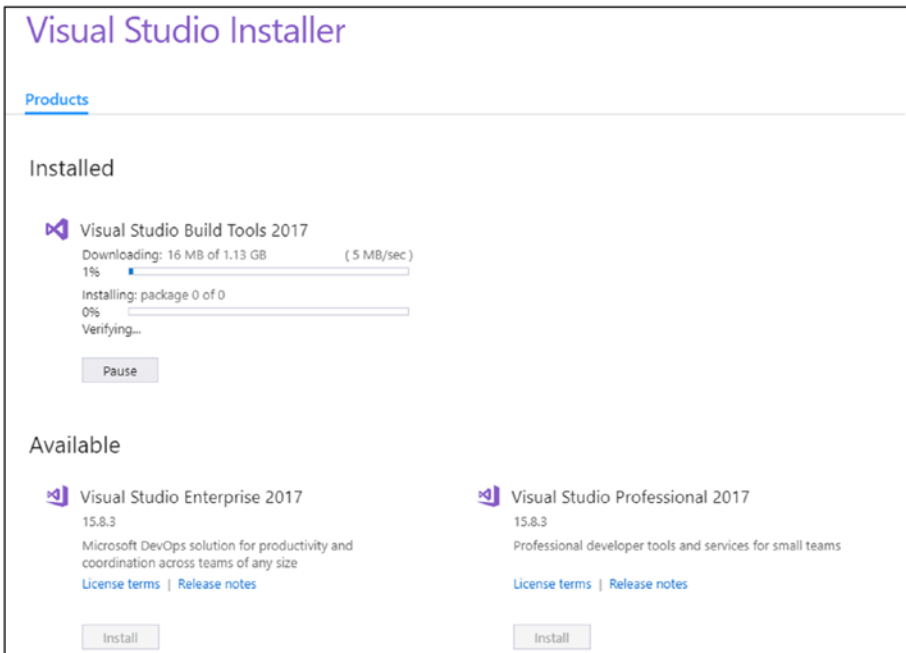 Visual Studio Installer
Products
Installed
Visual Studio Build Tools 2017
Downloading: 16 MB of 1.13 GB ( 5 MB/sec )
1%
Installing: package 0 of 0
0%
Verifying...
Pause
Available
Visual Studio Enterprise 2017
15.8.3
Microsoft DevOps solution for productivity and
coordination across teams of any size
License terms | Release notes
Install
Visual Studio Professional 2017
15.8.3
Professional developer tools and services for small teams
License terms | Release notes
Install